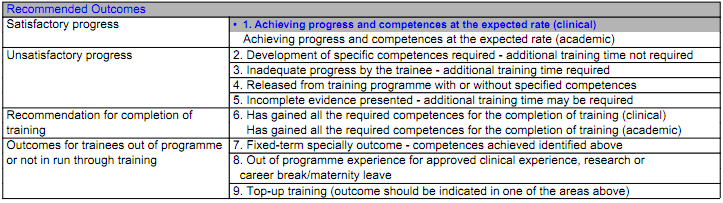 Recommended Outcomes
Satisfactory progress
• 1. Achieving progress and competences at the expected rate (clinical)
Achieving progress and competences at the expected rate (academic)
Unsatisfactory progress
2. Development of specific competences required - additional training time not required
3. Inadequate progress by the trainee - additional training time required
4. Released from training programme with or without specified competences
5. Incomplete evidence presented - additional training time may be required
Recommendation for completion of
training
6. Has gained all the required competences for the completion of training (clinical)
Has gained all the required competences for the completion of training (academic)
Outcomes for trainees out of programme
or not in run through training
7. Fixed-term specially outcome - competences achieved identified above
8. Out of programme experience for approved clinical experience, research or
career break/maternity leave
9. Top-up training (outcome should be indicated in one of the areas above)